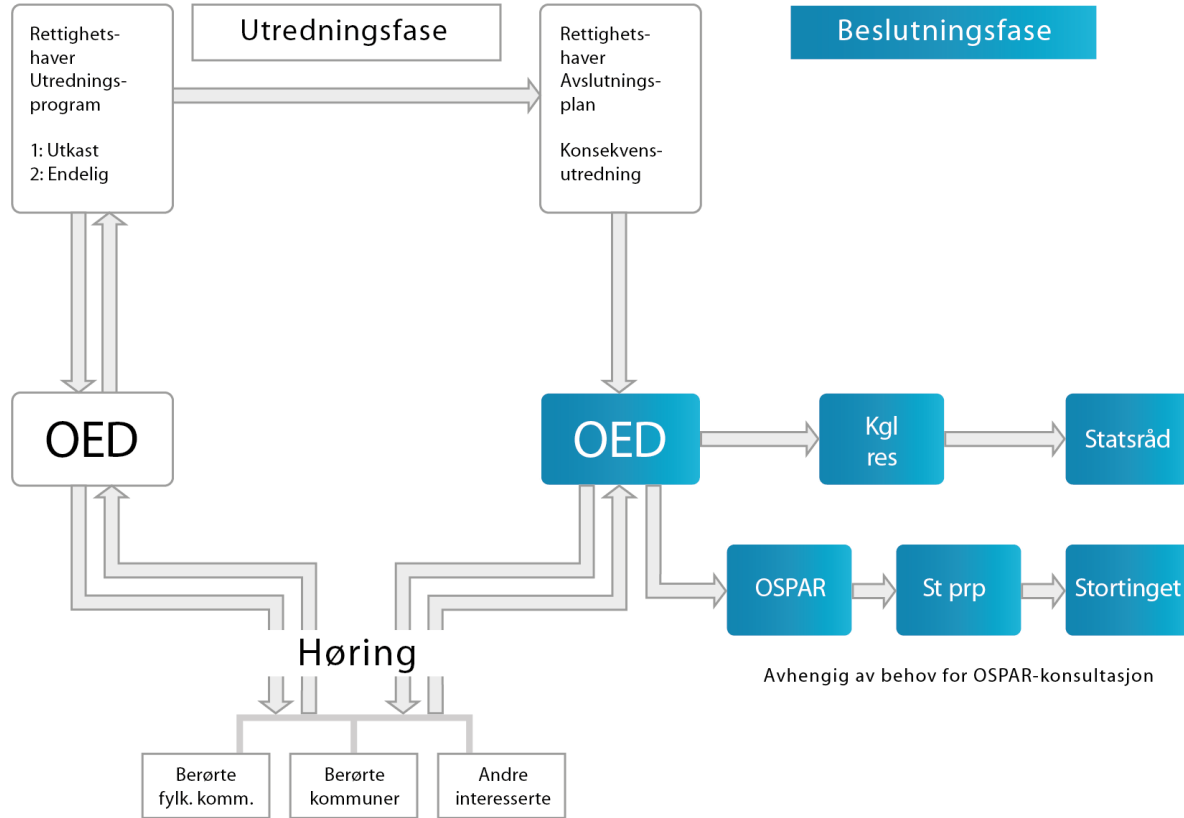 Rettighets-
haver
Utrednings-
program
1: Utkast
2: Endelig
Utredningsfase
Rettighets-
haver
Avslutnings-
plan
Konsekvens-
utredning
Beslutningsfase
OED
OED
Kgl
res
Statsråd
OSPAR
St prp
Stortinget
Høring
Avhengig av behov for OSPAR-konsultasjon
Berørte
fylk. komm.
Berørte
kommuner
Andre
interesserte